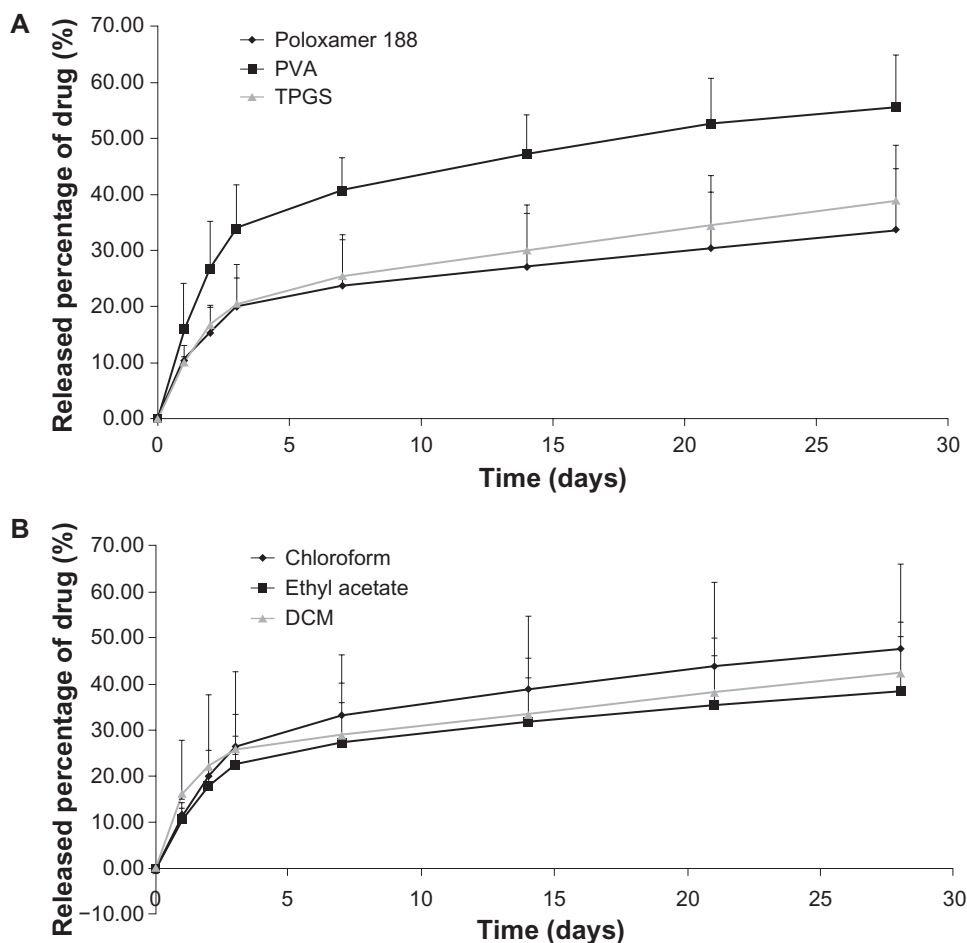 A
Released percentage of drug (%)
70.00
60.00
50.00
40.00
30.00
20.00
10.00
0.00
Poloxamer 188
PVA
TPGS
0 5 10 15 20 25 30
Time (days)
B
Released percentage of drug (%)
70.00
60.00
50.00
40.00
30.00
20.00
10.00
0.00
−10.00
Chloroform
Ethyl acetate
DCM
0 5 10 15 20 25 30
Time (days)